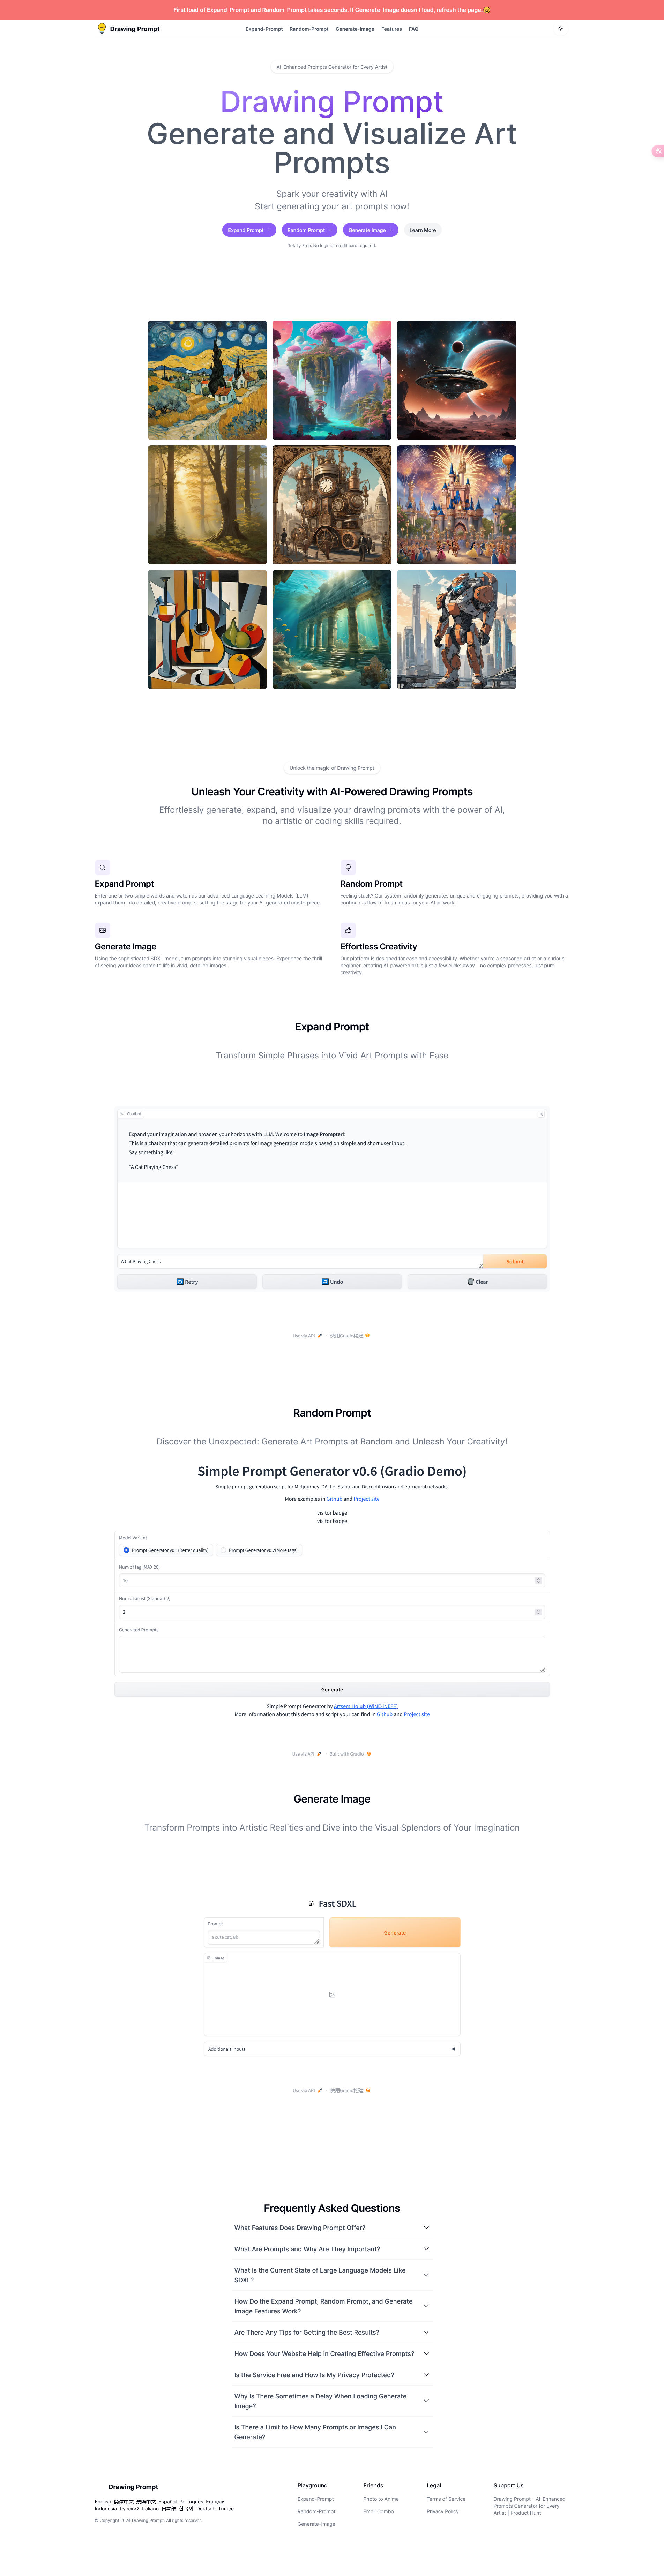 First load of Expand-Prompt and Random-Prompt takes seconds. If Generate-Image doesn't load, refresh the page.
Drawing Prompt
Expand-Prompt
Random-Prompt
Generate-Image
Features
FAQ
AI-Enhanced Prompts Generator for Every Artist
Drawing Prompt
Generate and Visualize Art
Prompts
Spark your creativity with AI
Start generating your art prompts now!
Expand Prompt
Random Prompt
Generate Image
Learn More
Totally Free. No login or credit card required.
Unlock the magic of Drawing Prompt
Unleash Your Creativity with AI-Powered Drawing Prompts
Effortlessly generate, expand, and visualize your drawing prompts with the power of AI,
no artistic or coding skills required.
Expand Prompt
Enter one or two simple words and watch as our advanced Language Learning Models (LLM)
expand them into detailed, creative prompts, setting the stage for your AI-generated masterpiece.
Random Prompt
Feeling stuck? Our system randomly generates unique and engaging prompts, providing you with a
continuous flow of fresh ideas for your AI artwork.
Generate Image
Using the sophisticated SDXL model, turn prompts into stunning visual pieces. Experience the thrill
of seeing your ideas come to life in vivid, detailed images.
Effortless Creativity
Our platform is designed for ease and accessibility. Whether you're a seasoned artist or a curious
beginner, creating AI-powered art is just a few clicks away – no complex processes, just pure
creativity.
Expand Prompt
Transform Simple Phrases into Vivid Art Prompts with Ease
Chatbot
Expand your imagination and broaden your horizons with LLM. Welcome to Image Prompter!:
This is a chatbot that can generate detailed prompts for image generation models based on simple and short user input.
Say something like:
"A Cat Playing Chess"
A Cat Playing Chess
Submit
Retry
Undo
Clear
Use via API
使用Gradio构建
Random Prompt
Discover the Unexpected: Generate Art Prompts at Random and Unleash Your Creativity!
Simple Prompt Generator v0.6 (Gradio Demo)
Simple prompt generation script for Midjourney, DALLe, Stable and Disco diffusion and etc neural networks.
More examples in Github and Project site
visitor badge
visitor badge
Model Variant
Prompt Generator v0.1(Better quality)
Prompt Generator v0.2(More tags)
Num of tag (MAX 20)
10
Num of artist (Standart 2)
2
Generated Prompts
Generate
Simple Prompt Generator by Artsem Holub (WiNE-iNEFF)
More information about this demo and script your can find in Github and Project site
Use via API
Built with Gradio
Generate Image
Transform Prompts into Artistic Realities and Dive into the Visual Splendors of Your Imagination
Fast SDXL
Prompt
a cute cat, 8k
Generate
Image
Additionals inputs
Use via API
使用Gradio构建
Frequently Asked Questions
What Features Does Drawing Prompt Offer?
What Are Prompts and Why Are They Important?
What Is the Current State of Large Language Models Like
SDXL?
How Do the Expand Prompt, Random Prompt, and Generate
Image Features Work?
Are There Any Tips for Getting the Best Results?
How Does Your Website Help in Creating Effective Prompts?
Is the Service Free and How Is My Privacy Protected?
Why Is There Sometimes a Delay When Loading Generate
Image?
Is There a Limit to How Many Prompts or Images I Can
Generate?
Drawing Prompt
English 简体中文 繁體中文 Español Português Français
Indonesia Русский Italiano 日本語 한국어 Deutsch Türkçe
© Copyright 2024 Drawing Prompt. All rights reserved.
Playground
Expand-Prompt
Random-Prompt
Generate-Image
Friends
Photo to Anime
Emoji Combo
Legal
Terms of Service
Privacy Policy
Support Us
Drawing Prompt - AI-Enhanced
Prompts Generator for Every
Artist | Product Hunt